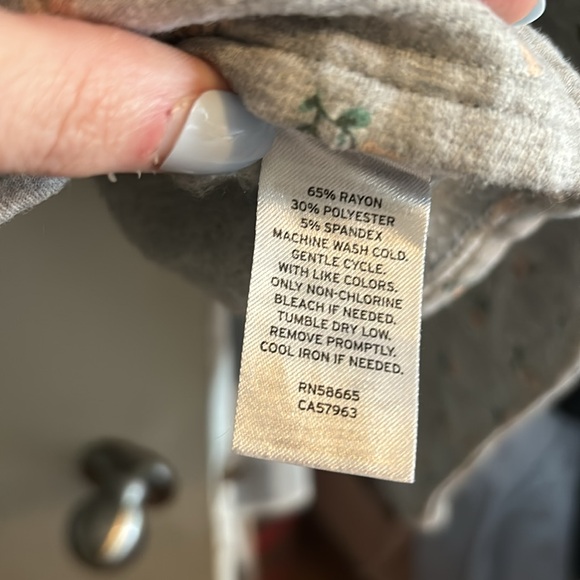 65% RAYON
30% POLYESTER
5% SPANDEX
MACHINE WASH COLD.
GENTLE CYCLE.
WITH LIKE COLORS.
ONLY NON-CHLORINE
BLEACH IF NEEDED.
TUMBLE DRY LOW.
REMOVE PROMPTLY.
COOL IRON IF NEEDED.
RN58665
CA57963